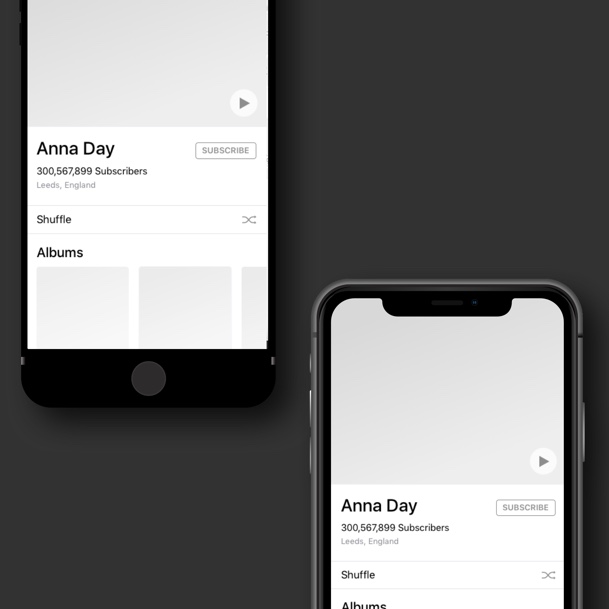 Anna Day
SUBSCRIBE
300,567,899 Subscribers
Leeds, England
Shuffle
Albums
Anna Day
SUBSCRIBE
300,567,899 Subscribers
Leeds, England
Shuffle
Albums